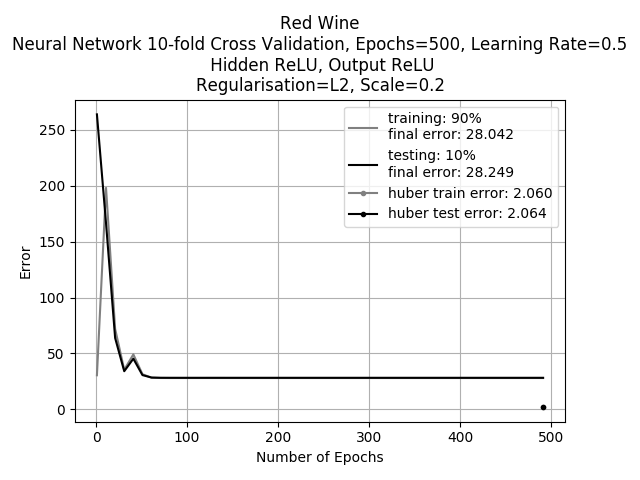 Red Wine
Neural Network 10-fold Cross Validation, Epochs=500, Learning Rate=0.5
Hidden ReLU, Output ReLU
Regularisation=L2, Scale=0.2
training: 90%
final error: 28.042
testing: 10%
final error: 28.249
huber train error: 2.060
huber test error: 2.064
Error
250
200
150
100
50
0
0 100 200 300 400 500
Number of Epochs